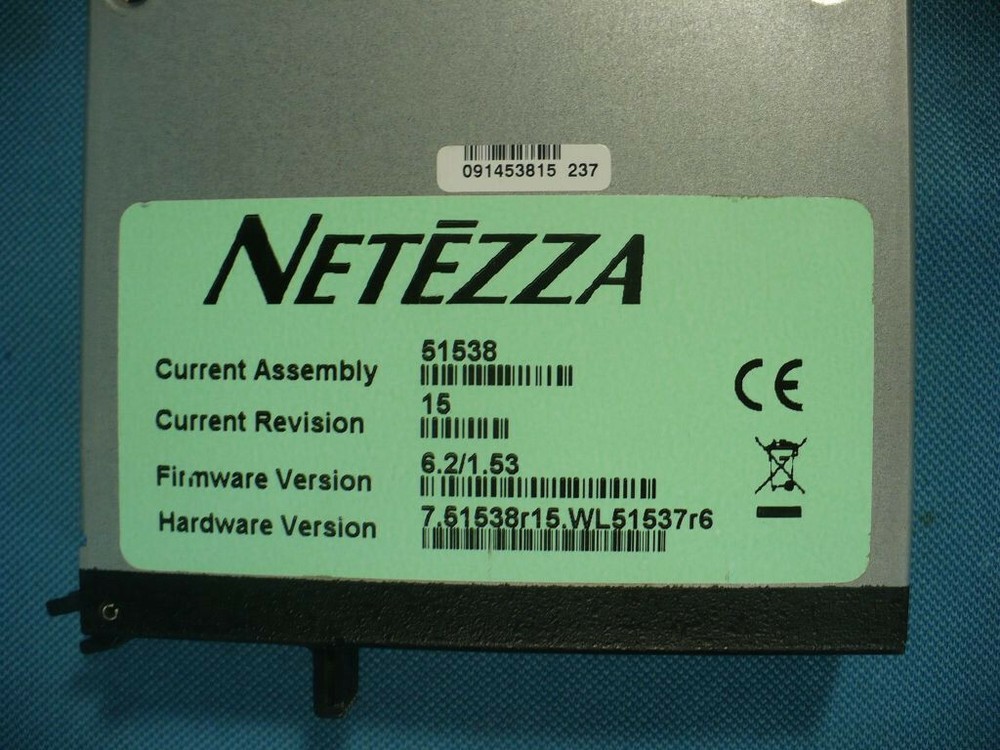 091453815 237
NETĒZZA
Current Assembly 51538
Current Revision 15
Firmware Version 6.2/1.53
Hardware Version 7.51538r15.WL51537r6
CE